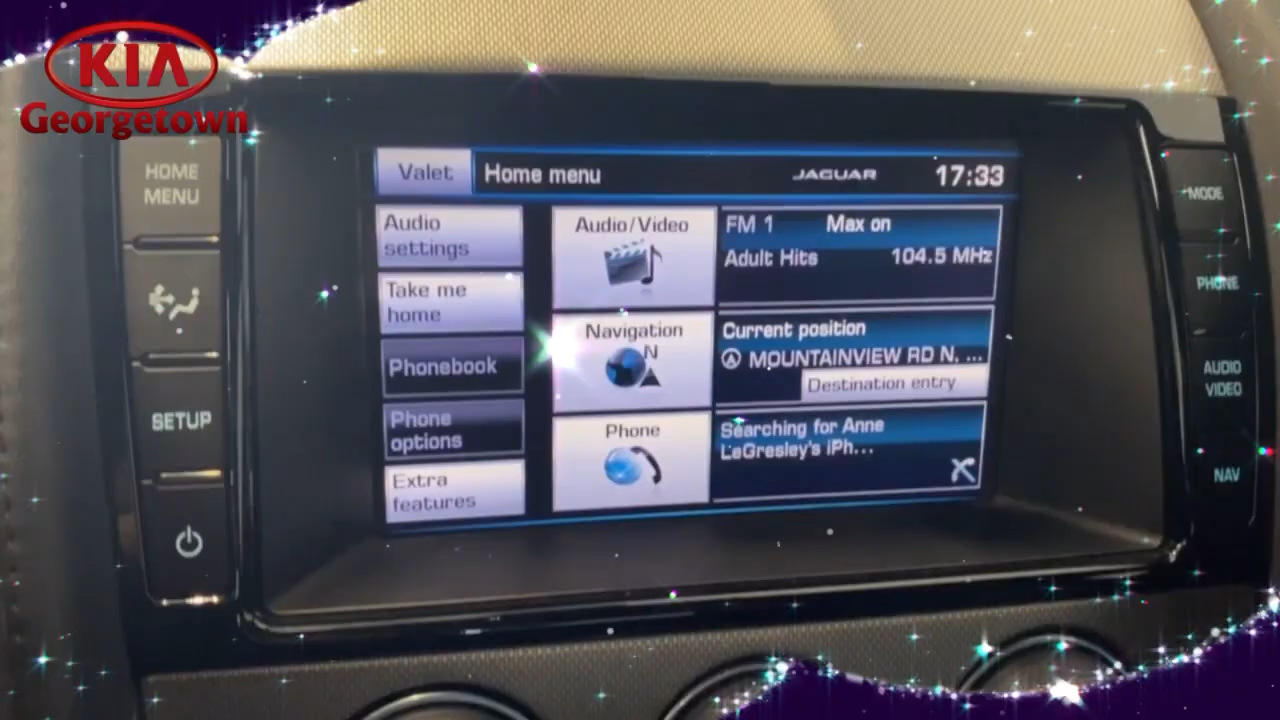 KIA
Georgetown
HOME
MENU
SETUP
Valet
Home menu
JAGUAR
17:33
Audio
settings
Take me
home
Phonebook
Phone
options
Extra
features
Audio/Video
FM 1 Max on
Adult Hits 104.5 MHz
Navigation
N
Current position
MOUNTAINVIEW RD N. ...
Destination entry
Phone
Searching for Anne
LeGresley's iPh...
MODE
PHONE
AUDIO
VIDEO
NAV